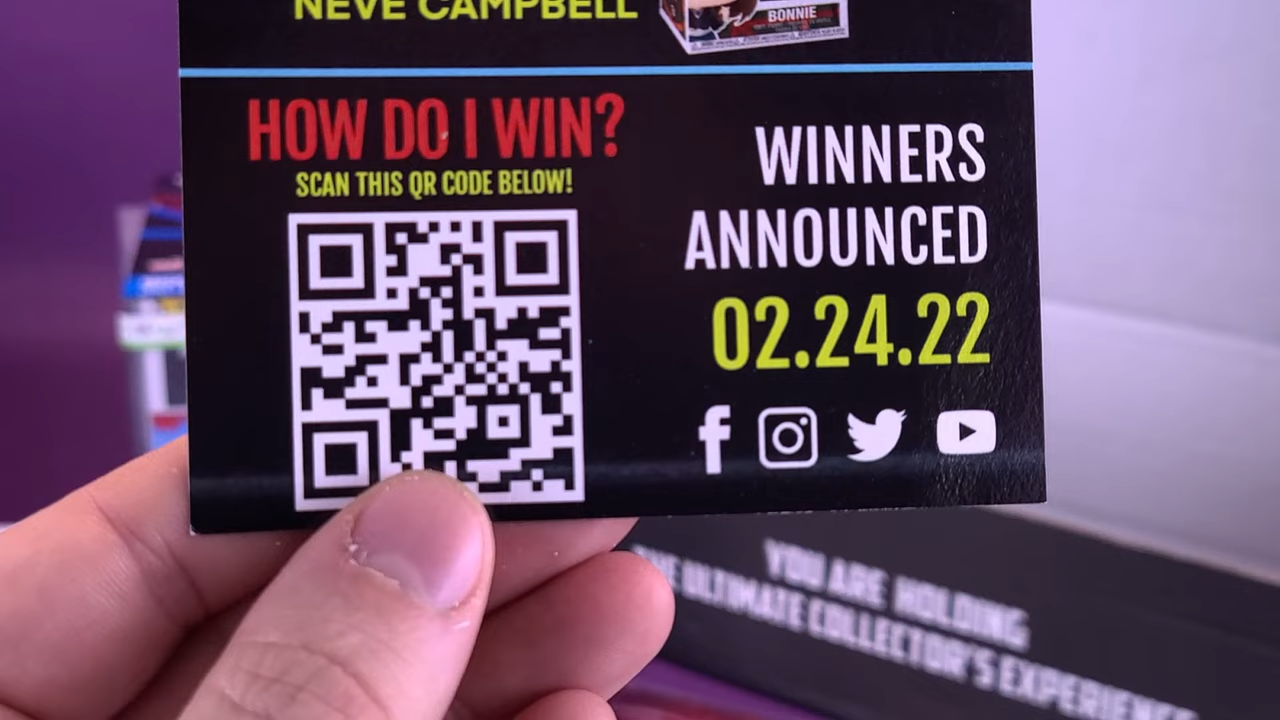 NEVE CAMPBELL
BONNIE
HOW DO I WIN?
SCAN THIS QR CODE BELOW!
WINNERS
ANNOUNCED
02.24.22
YOU ARE HOLDING
THE ULTIMATE COLLECTOR'S EXPERIENCE